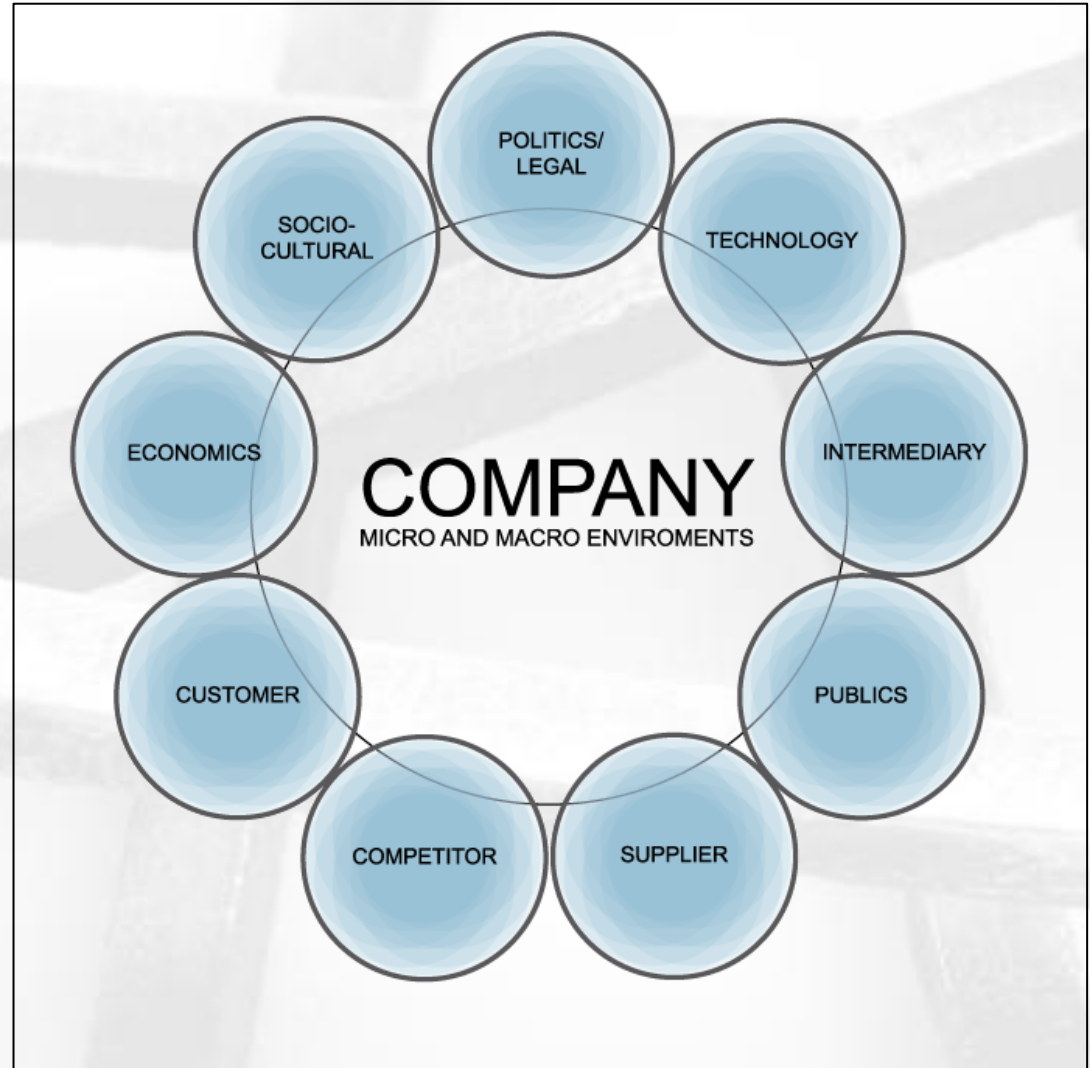 POLITICS/
LEGAL
SOCIO-
CULTURAL
TECHNOLOGY
ECONOMICS
INTERMEDIARY
COMPANY
MICRO AND MACRO ENVIROMENTS
CUSTOMER
PUBLICS
COMPETITOR
SUPPLIER